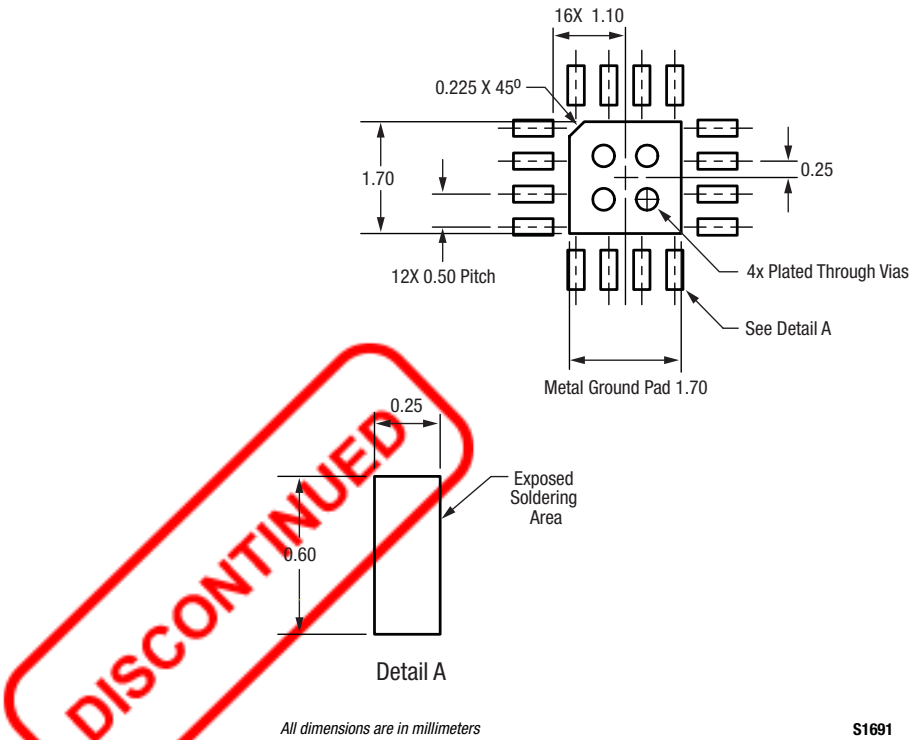 16X 1.10
0.225 X 45⁰
1.70
0.25
12X 0.50 Pitch
4x Plated Through Vias
See Detail A
Metal Ground Pad 1.70
0.25
Exposed
Soldering
Area
0.60
DISCONTINUED
Detail A
All dimensions are in millimeters
S1691